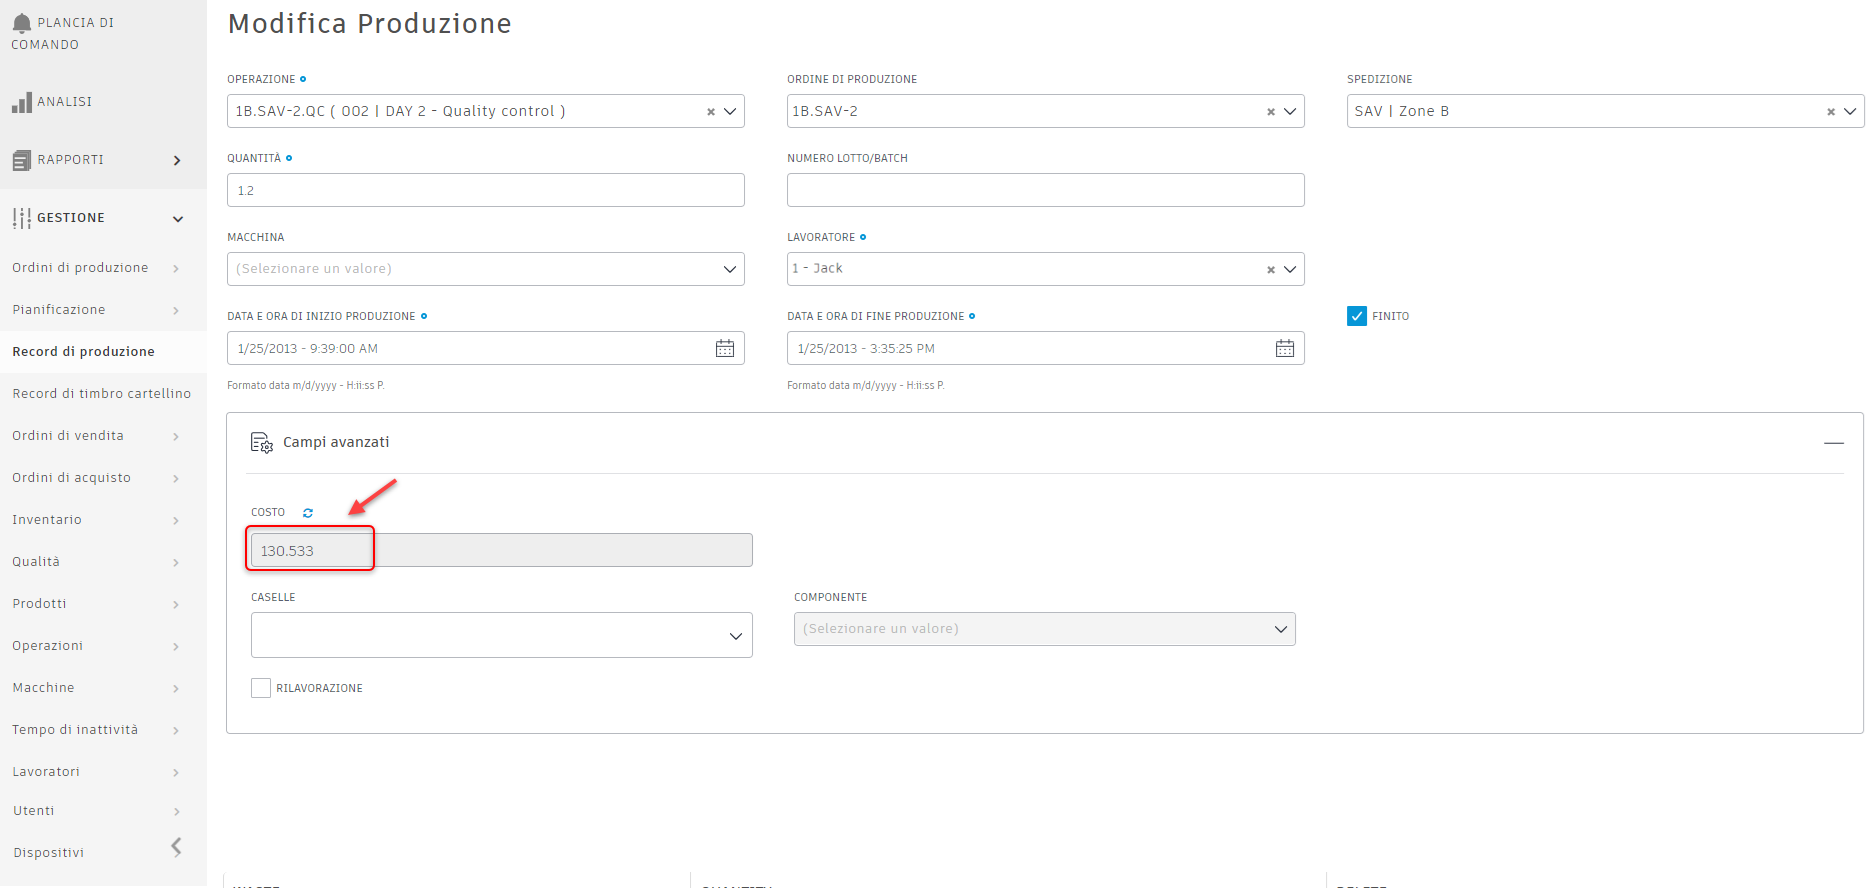 PLANCIA DI
COMANDO
ANALISI
RAPPORTI
GESTIONE
Ordini di produzione
Pianificazione
Record di produzione
Record di timbro cartellino
Ordini di vendita
Ordini di acquisto
Inventario
Qualità
Prodotti
Operazioni
Macchine
Tempo di inattività
Lavoratori
Utenti
Dispositivi
Modifica Produzione
OPERAZIONE
ORDINE DI PRODUZIONE
SPEDIZIONE
1B.SAV-2.QC ( 002 | DAY 2 - Quality control )
1B.SAV-2
SAV | Zone B
QUANTITÀ
NUMERO LOTTO/BATCH
1.2
MACCHINA
LAVORATORE
(Selezionare un valore)
1 - Jack
DATA E ORA DI INIZIO PRODUZIONE
DATA E ORA DI FINE PRODUZIONE
FINITO
1/25/2013 - 9:39:00 AM
1/25/2013 - 3:35:25 PM
Formato data m/d/yyyy - H:ii:ss P.
Formato data m/d/yyyy - H:ii:ss P.
Campi avanzati
COSTO
130.533
CASELLE
COMPONENTE
(Selezionare un valore)
RILAVORAZIONE